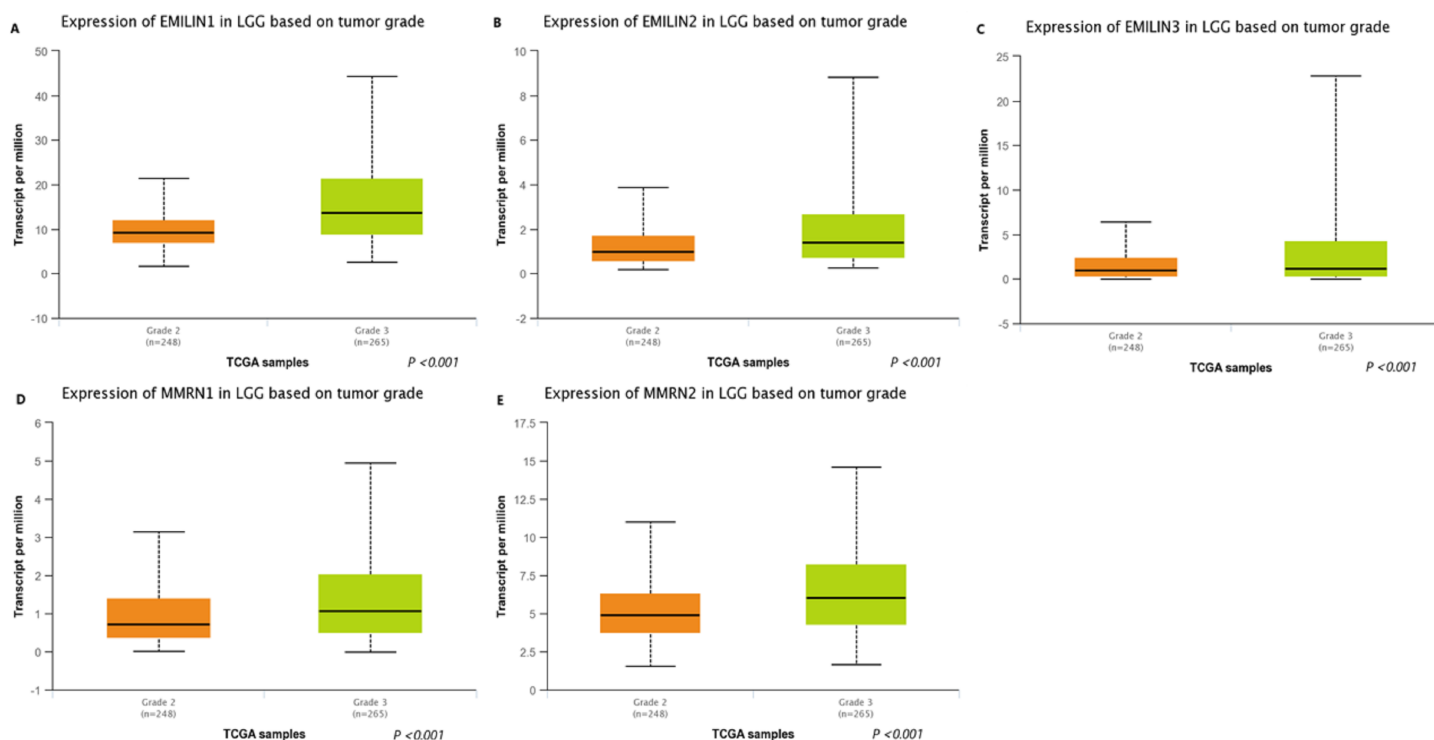 A
Expression of EMILIN1 in LGG based on tumor grade
Transcript per million
50
40
30
20
10
0
-10
Grade 2
(n=248)
Grade 3
(n=265)
TCGA samples
P <0.001
B
Expression of EMILIN2 in LGG based on tumor grade
Transcript per million
10
8
6
4
2
0
-2
Grade 2
(n=248)
Grade 3
(n=265)
TCGA samples
P <0.001
C
Expression of EMILIN3 in LGG based on tumor grade
Transcript per million
25
20
15
10
5
0
-5
Grade 2
(n=248)
Grade 3
(n=265)
TCGA samples
P <0.001
D
Expression of MMRN1 in LGG based on tumor grade
Transcript per million
6
5
4
3
2
1
0
-1
Grade 2
(n=248)
Grade 3
(n=265)
TCGA samples
P <0.001
E
Expression of MMRN2 in LGG based on tumor grade
Transcript per million
17.5
15
12.5
10
7.5
5
2.5
0
Grade 2
(n=248)
Grade 3
(n=265)
TCGA samples
P <0.001